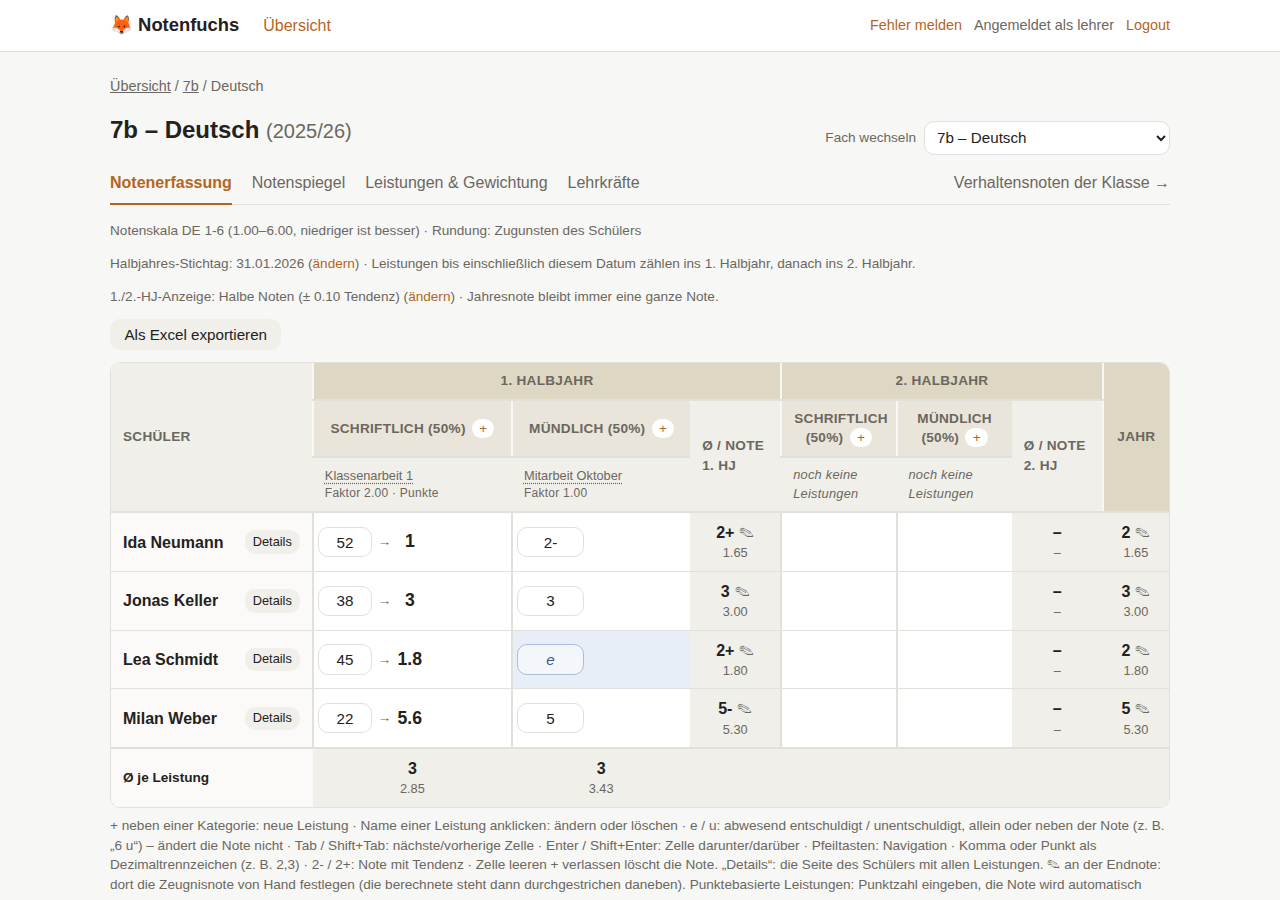 🦊 Notenfuchs Übersicht Fehler melden Angemeldet als lehrer Logout
Übersicht / 7b / Deutsch
7b – Deutsch (2025/26)
Fach wechseln 7b – Deutsch
Notenerfassung Notenspiegel Leistungen & Gewichtung Lehrkräfte Verhaltensnoten der Klasse →
Notenskala DE 1-6 (1.00–6.00, niedriger ist besser) · Rundung: Zugunsten des Schülers
Halbjahres-Stichtag: 31.01.2026 (ändern) · Leistungen bis einschließlich diesem Datum zählen ins 1. Halbjahr, danach ins 2. Halbjahr.
1./2.-HJ-Anzeige: Halbe Noten (± 0.10 Tendenz) (ändern) · Jahresnote bleibt immer eine ganze Note.
Als Excel exportieren
SCHÜLER 1. HALBJAHR 2. HALBJAHR JAHR
SCHRIFTLICH (50%) + MÜNDLICH (50%) + Ø / NOTE 1. HJ SCHRIFTLICH (50%) + MÜNDLICH (50%) + Ø / NOTE 2. HJ
Klassenarbeit 1 Mitarbeit Oktober noch keine Leistungen noch keine Leistungen
Faktor 2.00 · Punkte Faktor 1.00
Ida Neumann Details 52 → 1 2- 2+ ✎ – 2 ✎
1.65 – 1.65
Jonas Keller Details 38 → 3 3 3 ✎ – 3 ✎
3.00 – 3.00
Lea Schmidt Details 45 → 1.8 e 2+ ✎ – 2 ✎
1.80 – 1.80
Milan Weber Details 22 → 5.6 5 5- ✎ – 5 ✎
5.30 – 5.30
Ø je Leistung 3 3
2.85 3.43
+ neben einer Kategorie: neue Leistung · Name einer Leistung anklicken: ändern oder löschen · e / u: abwesend entschuldigt / unentschuldigt, allein oder neben der Note (z. B.
„6 u“) – ändert die Note nicht · Tab / Shift+Tab: nächste/vorherige Zelle · Enter / Shift+Enter: Zelle darunter/darüber · Pfeiltasten: Navigation · Komma oder Punkt als
Dezimaltrennzeichen (z. B. 2,3) · 2- / 2+: Note mit Tendenz · Zelle leeren + verlassen löscht die Note. „Details“: die Seite des Schülers mit allen Leistungen. ✎ an der Endnote:
dort die Zeugnisnote von Hand festlegen (die berechnete steht dann durchgestrichen daneben). Punktebasierte Leistungen: Punktzahl eingeben, die Note wird automatisch